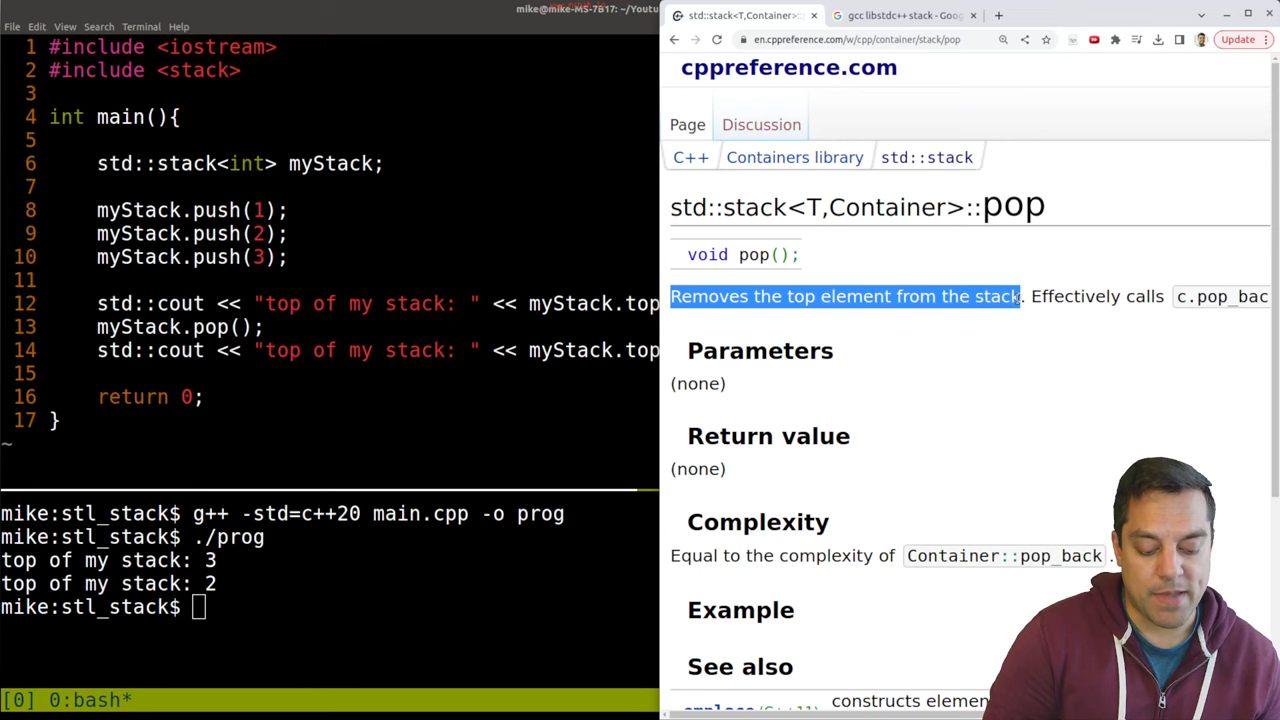 mike@mike-MS-7B17: ~/Youtu
File Edit View Search Terminal Help
1 #include <iostream>
2 #include <stack>
3
4 int main(){
5
6 std::stack<int> myStack;
7
8 myStack.push(1);
9 myStack.push(2);
10 myStack.push(3);
11
12 std::cout << "top of my stack: " << myStack.top
13 myStack.pop();
14 std::cout << "top of my stack: " << myStack.top
15
16 return 0;
17 }
~
mike:stl_stack$ g++ -std=c++20 main.cpp -o prog
mike:stl_stack$ ./prog
top of my stack: 3
top of my stack: 2
mike:stl_stack$
[0] 0:bash*
std::stack<T,Container>::
gcc libstdc++ stack - Goog
en.cppreference.com/w/cpp/container/stack/pop
Update
cppreference.com
Page Discussion
C++ Containers library std::stack
std::stack<T,Container>::pop
void pop();
Removes the top element from the stack. Effectively calls c.pop_bac
Parameters
(none)
Return value
(none)
Complexity
Equal to the complexity of Container::pop_back.
Example
See also
constructs elemen